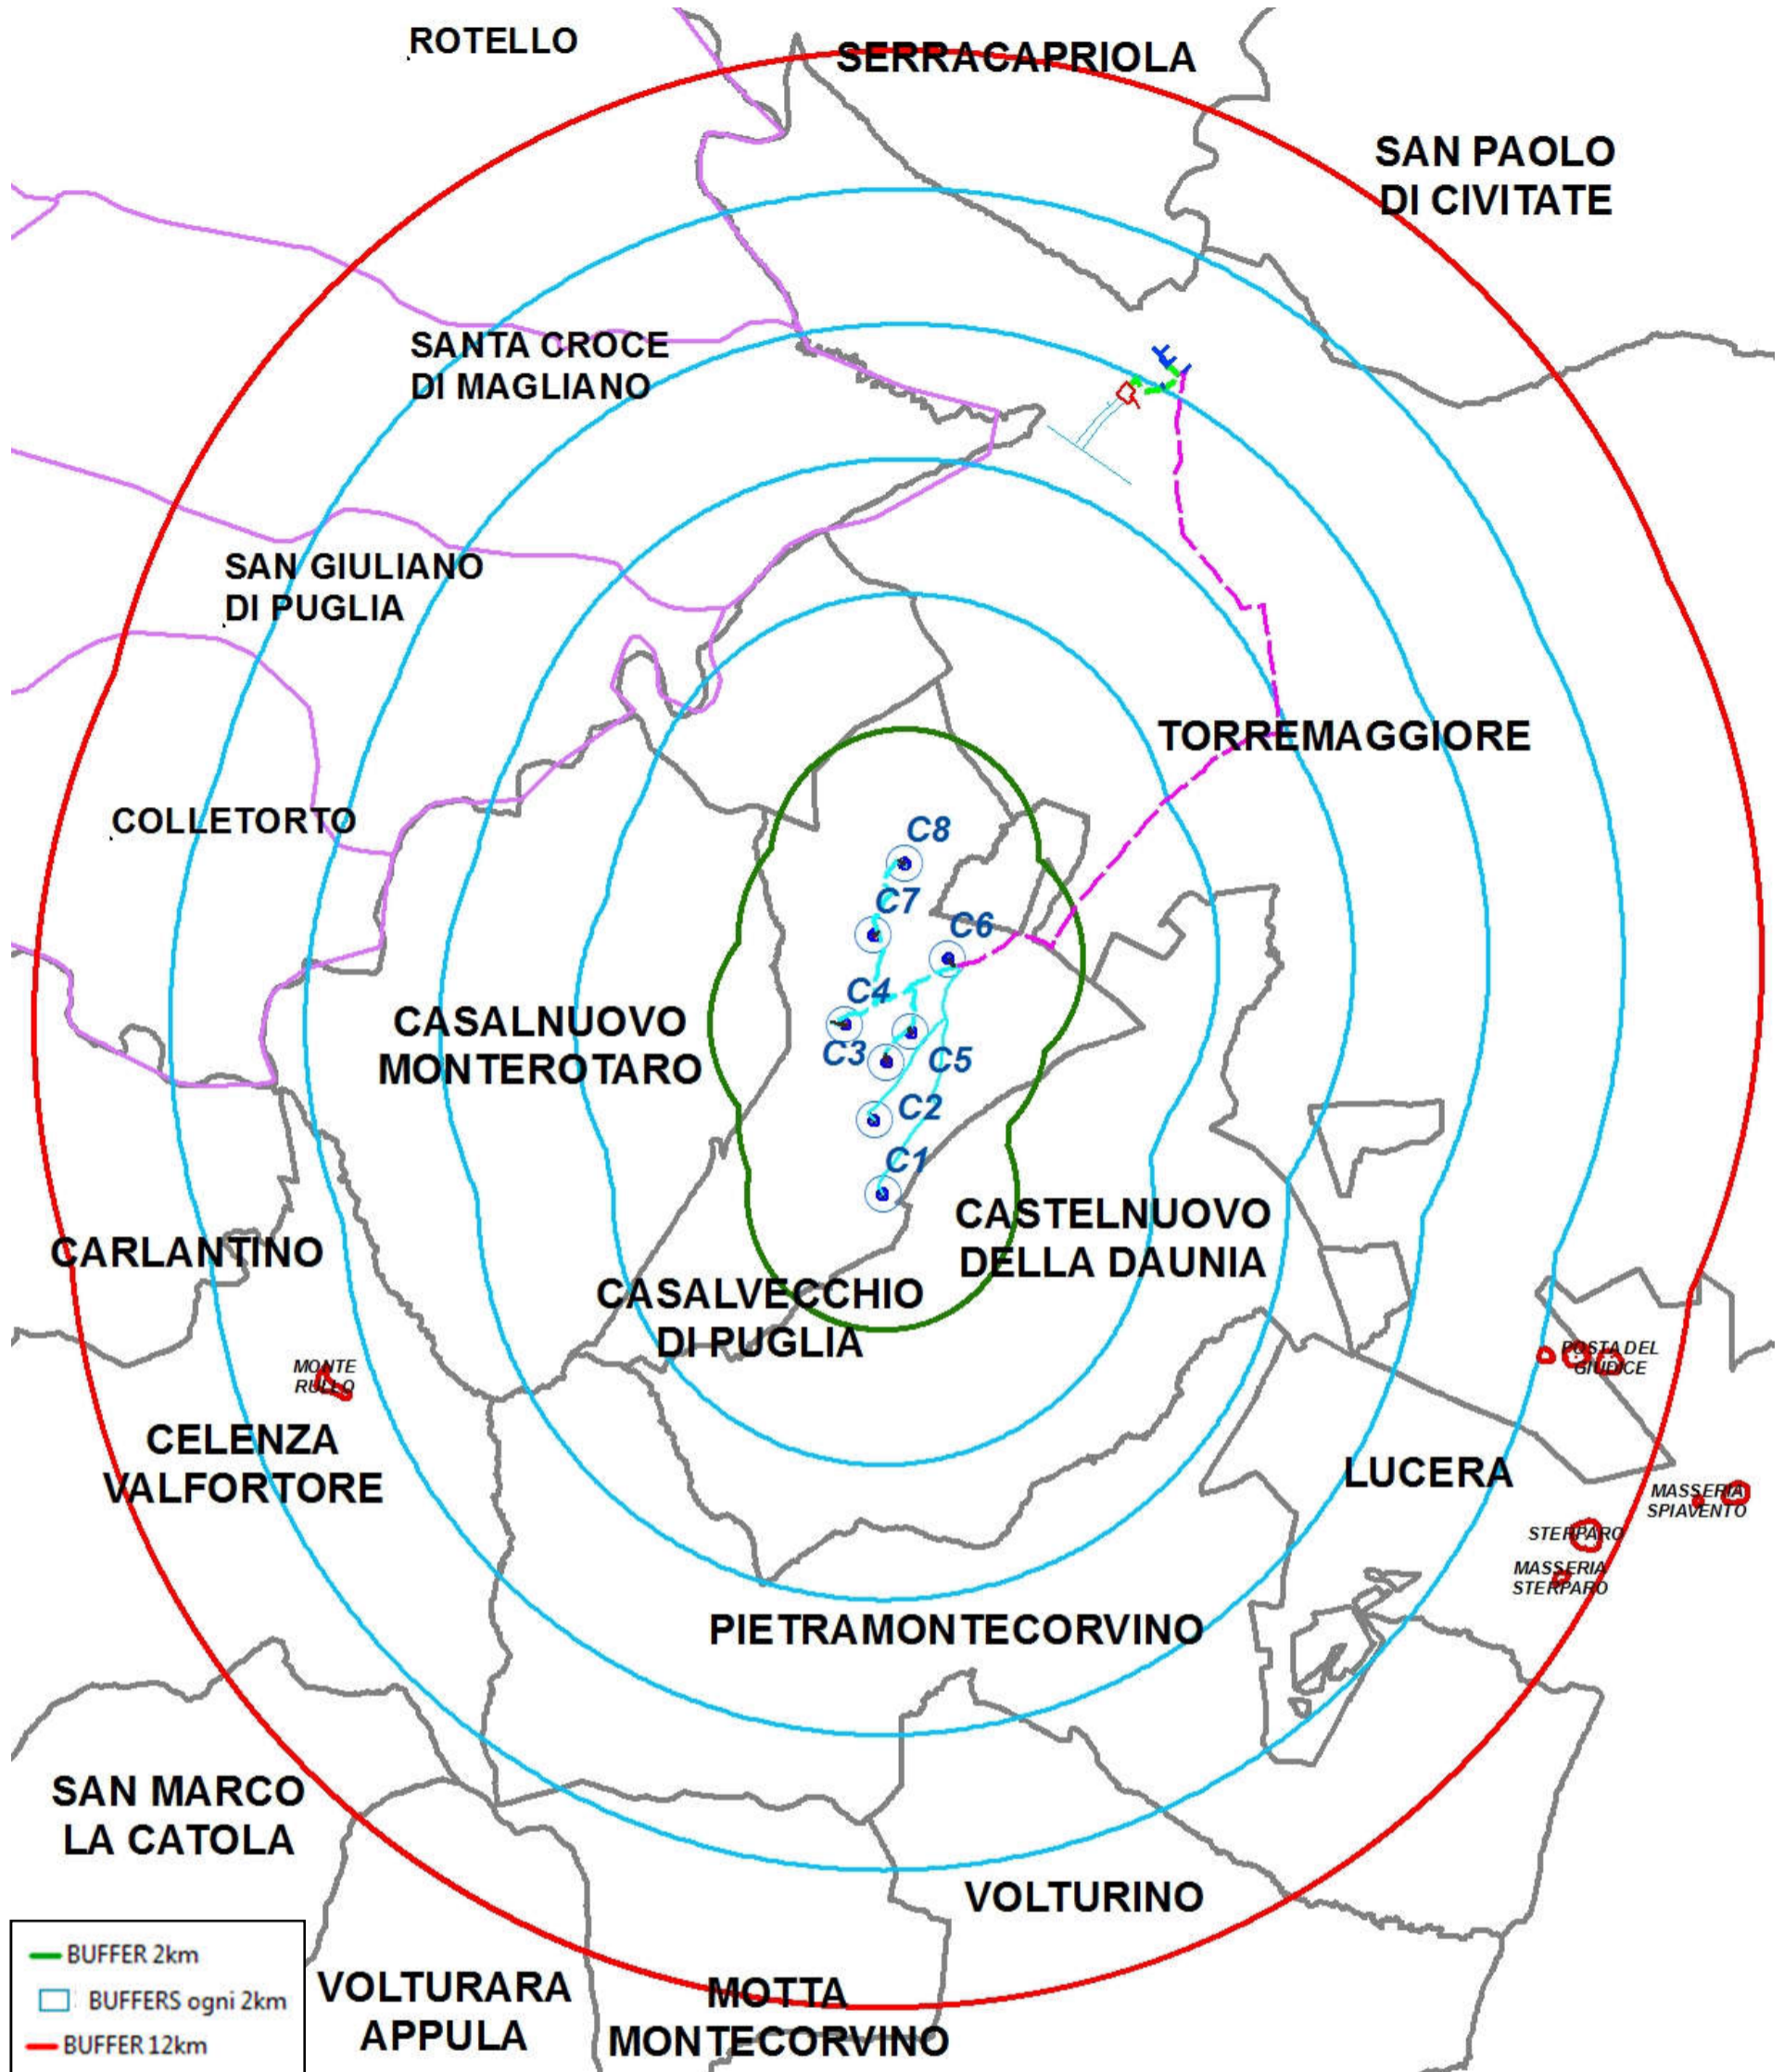 ROTELLO
SERRACAPRIOLA
SAN PAOLO
DI CIVITATE
SANTA CROCE
DI MAGLIANO
SAN GIULIANO
DI PUGLIA
TORREMAGGIORE
COLLETORTO
C8
C7
C6
C4
CASALNUOVO
MONTEROTARO
C3
C5
C2
C1
CASTELNUOVO
DELLA DAUNIA
CARLANTINO
CASALVECCHIO
DI PUGLIA
MONTE
RULLO
POSTA DEL
GIUDICE
CELENZA
VALFORTORE
LUCERA
MASSERIA
SPIAVENTO
STERPARO
MASSERIA
STERPARO
PIETRAMONTECORVINO
SAN MARCO
LA CATOLA
VOLTURINO
VOLTURARA
APPULA
MOTTA
MONTECORVINO
BUFFER 2km
BUFFERS ogni 2km
BUFFER 12km